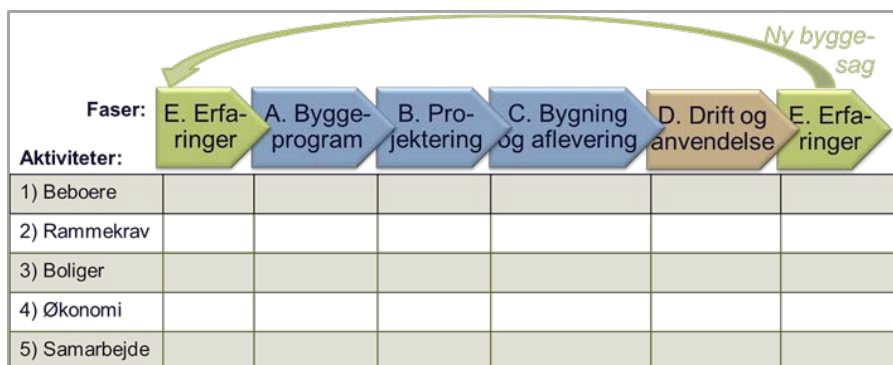 Ny bygge-
sag
Faser:
E. Erfa-
ringer
A. Bygge-
program
B. Pro-
jektering
C. Bygning
og aflevering
D. Drift og
anvendelse
E. Erfa-
ringer
Aktiviteter:
1) Beboere
2) Rammekrav
3) Boliger
4) Økonomi
5) Samarbejde